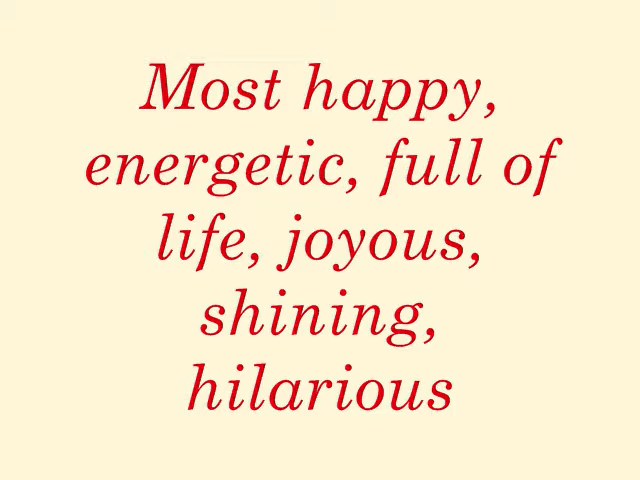 Most happy,
energetic, full of
life, joyous,
shining,
hilarious